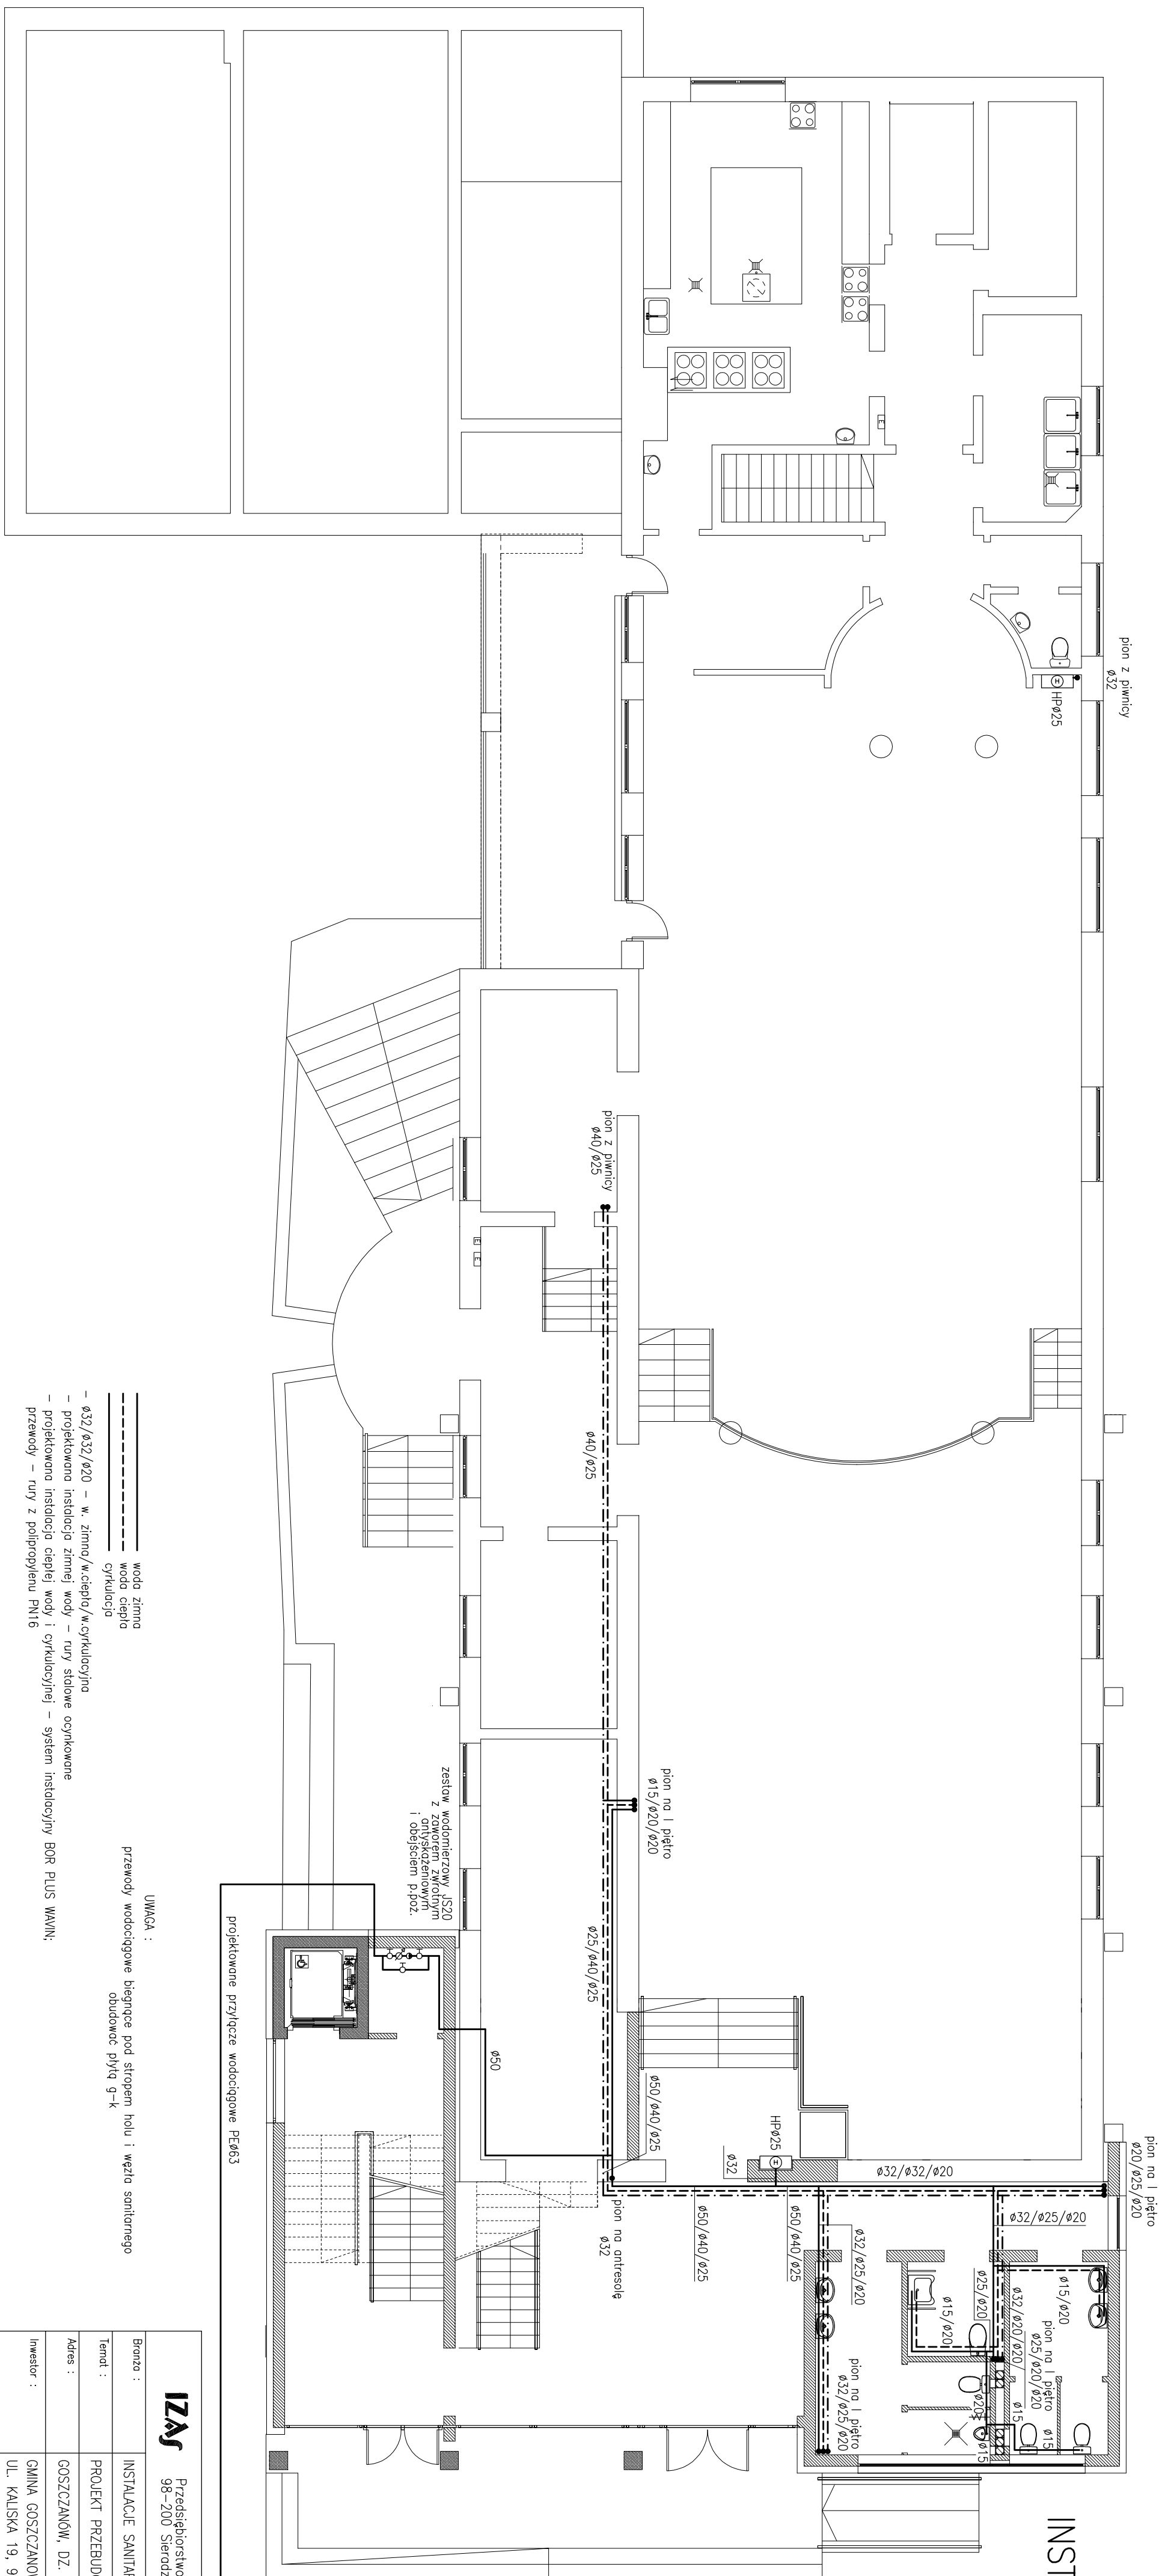 INST
pion z piwnicy
ø32
HPø25
pion na I piętro
ø20/ø25/ø20
pion z piwnicy
ø40/ø25
ø40/ø25
pion na I piętro
ø15/ø20/ø20
ø25/ø40/ø25
zestaw wodomierzowy JS20
z zaworem zwrotnym
antyskażeniowym
i obejściem p.poż.
ø50
ø50/ø40/ø25
HPø25
ø32
ø32/ø32/ø20
ø32/ø25/ø20
pion na antresolę
ø32
ø50/ø40/ø25
ø50/ø40/ø25
ø32/ø25/ø20
ø15/ø20
ø25/ø20
ø32/ø20/ø20/
pion na I piętro
ø25/ø20/ø20
ø15/ø20
ø15
ø15
ø20
ø15
pion na I piętro
ø32/ø25/ø20
E
E
E
H
H
projektowane przyłącze wodociągowe PEø63
UWAGA :
przewody wodociągowe biegnące pod stropem holu i węzła sanitarnego
obudować płytą g-k
woda zimna
woda ciepła
cyrkulacja
- ø32/ø32/ø20 - w. zimna/w.ciepła/w.cyrkulacyjna
- projektowana instalacja zimnej wody - rury stalowe ocynkowane
- projektowana instalacja ciepłej wody i cyrkulacyjnej - system instalacyjny BOR PLUS WAVIN;
przewody - rury z polipropylenu PN16
IZAS
Przedsiębiorstwo
98-200 Sieradz
Branża :
INSTALACJE SANITAR
Temat :
PROJEKT PRZEBUD
Adres :
GOSZCZANÓW, DZ.
Inwestor :
GMINA GOSZCZANÓW
UL. KALISKA 19, 9